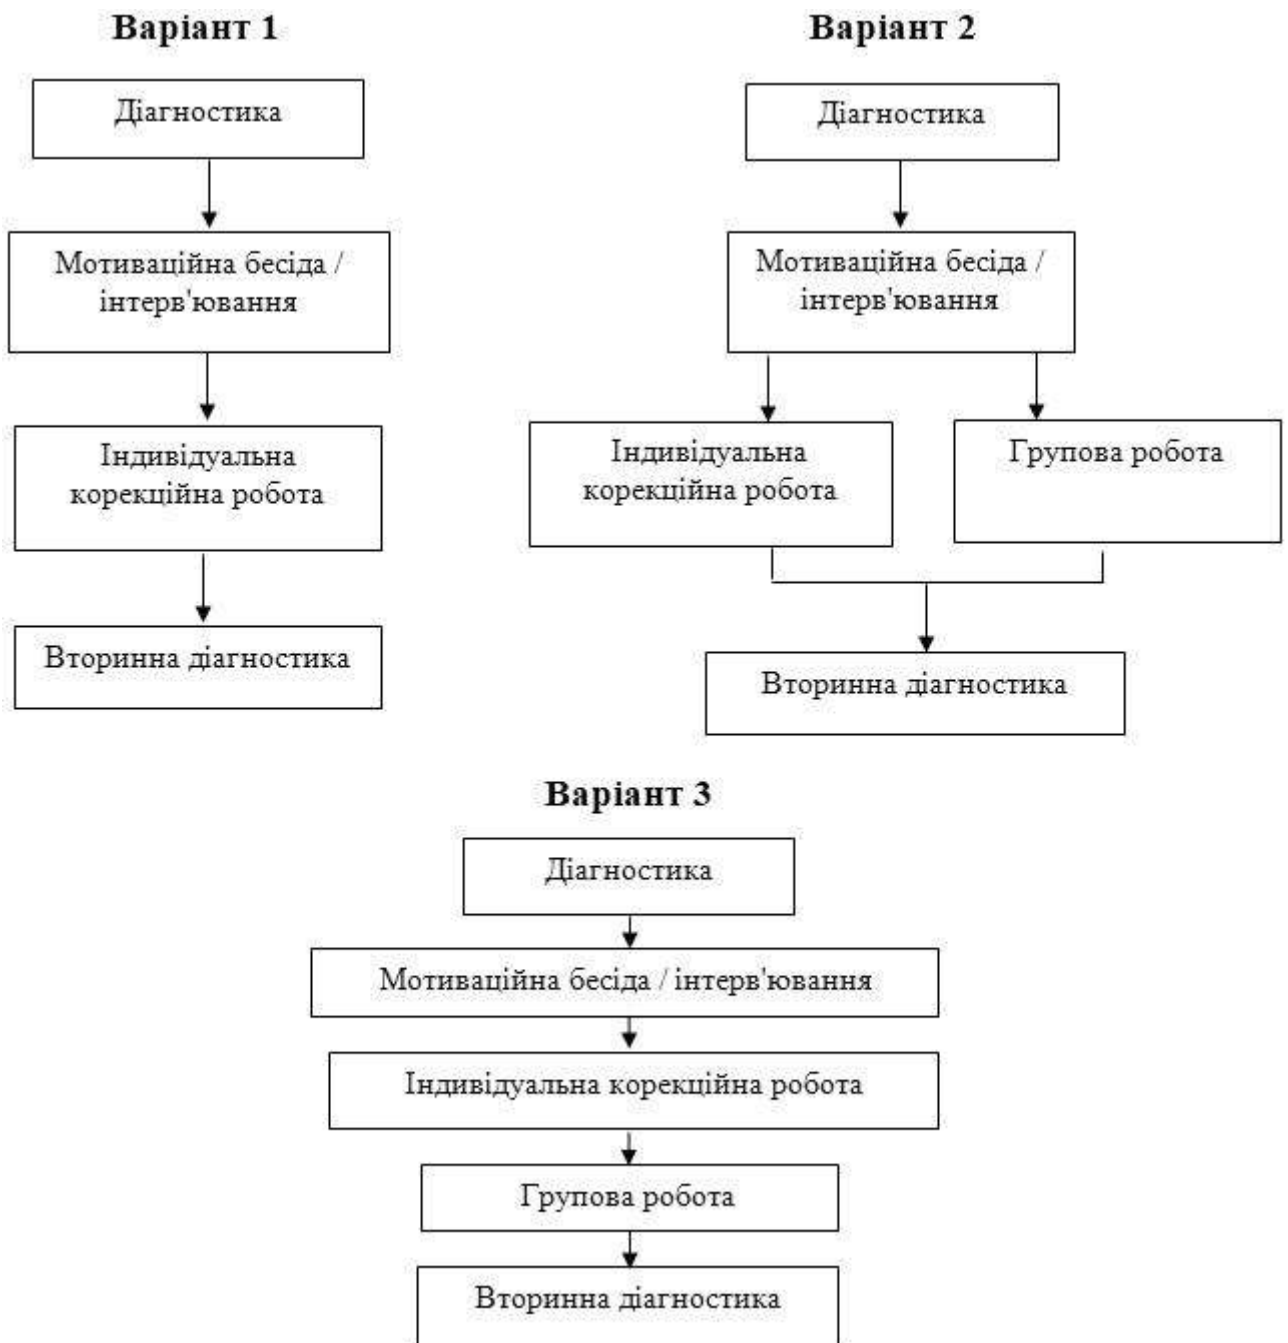 Варіант 1
Діагностика
Мотиваційна бесіда /
інтерв'ювання
Індивідуальна
корекційна робота
Вторинна діагностика
Варіант 2
Діагностика
Мотиваційна бесіда /
інтерв'ювання
Індивідуальна
корекційна робота
Групова робота
Вторинна діагностика
Варіант 3
Діагностика
Мотиваційна бесіда / інтерв'ювання
Індивідуальна корекційна робота
Групова робота
Вторинна діагностика